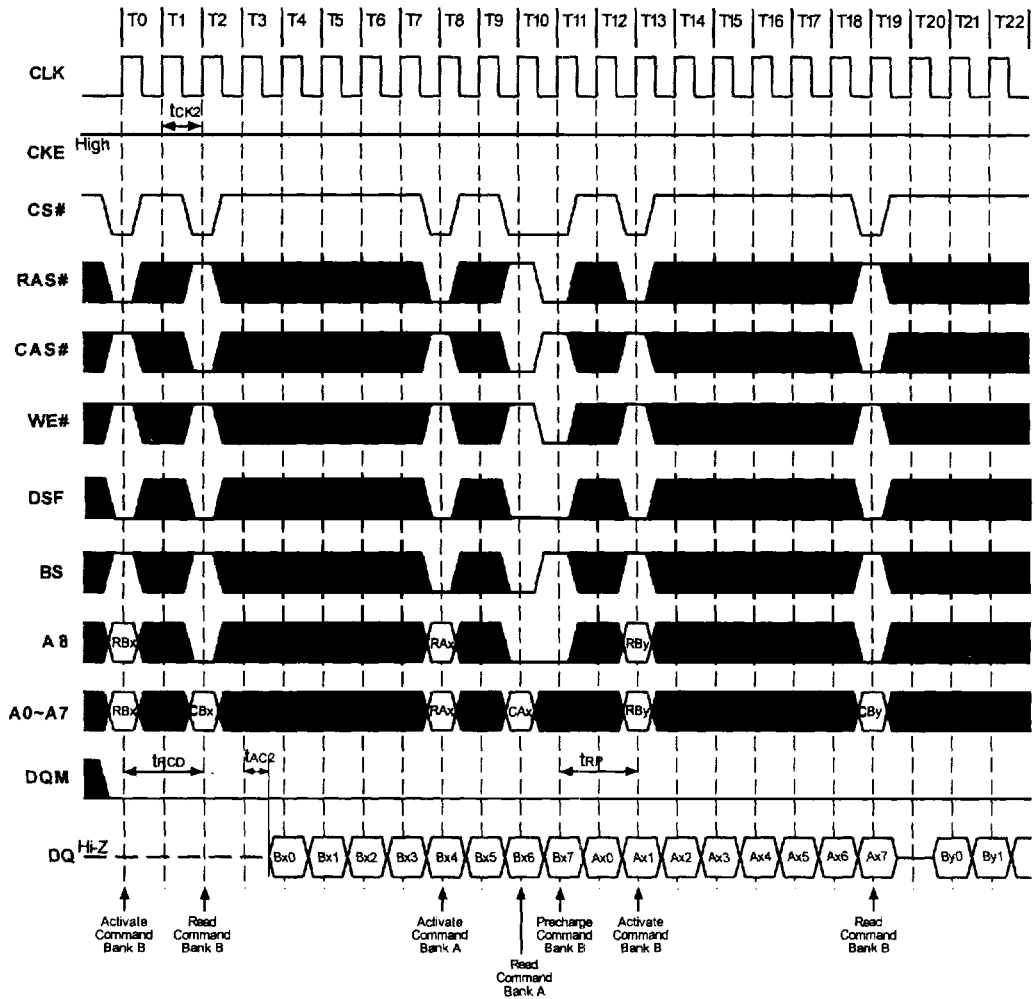 T0 T1 T2 T3 T4 T5 T6 T7 T8 T9 T10 T11 T12 T13 T14 T15 T16 T17 T18 T19 T20 T21 T22
CLK
tCK2
High
CKE
CS#
RAS#
CAS#
WE#
DSF
BS
A8 RBx RAx RBy
A0~A7 RBx CBx RAx CAx RBy CBy
tRCD tAC2 tRP
DQM
Hi-Z
DQ Bx0 Bx1 Bx2 Bx3 Bx4 Bx5 Bx6 Bx7 Ax0 Ax1 Ax2 Ax3 Ax4 Ax5 Ax6 Ax7 By0 By1
Activate
Command
Bank B
Read
Command
Bank B
Activate
Command
Bank A
Read
Command
Bank A
Precharge
Command
Bank B
Activate
Command
Bank B
Read
Command
Bank B